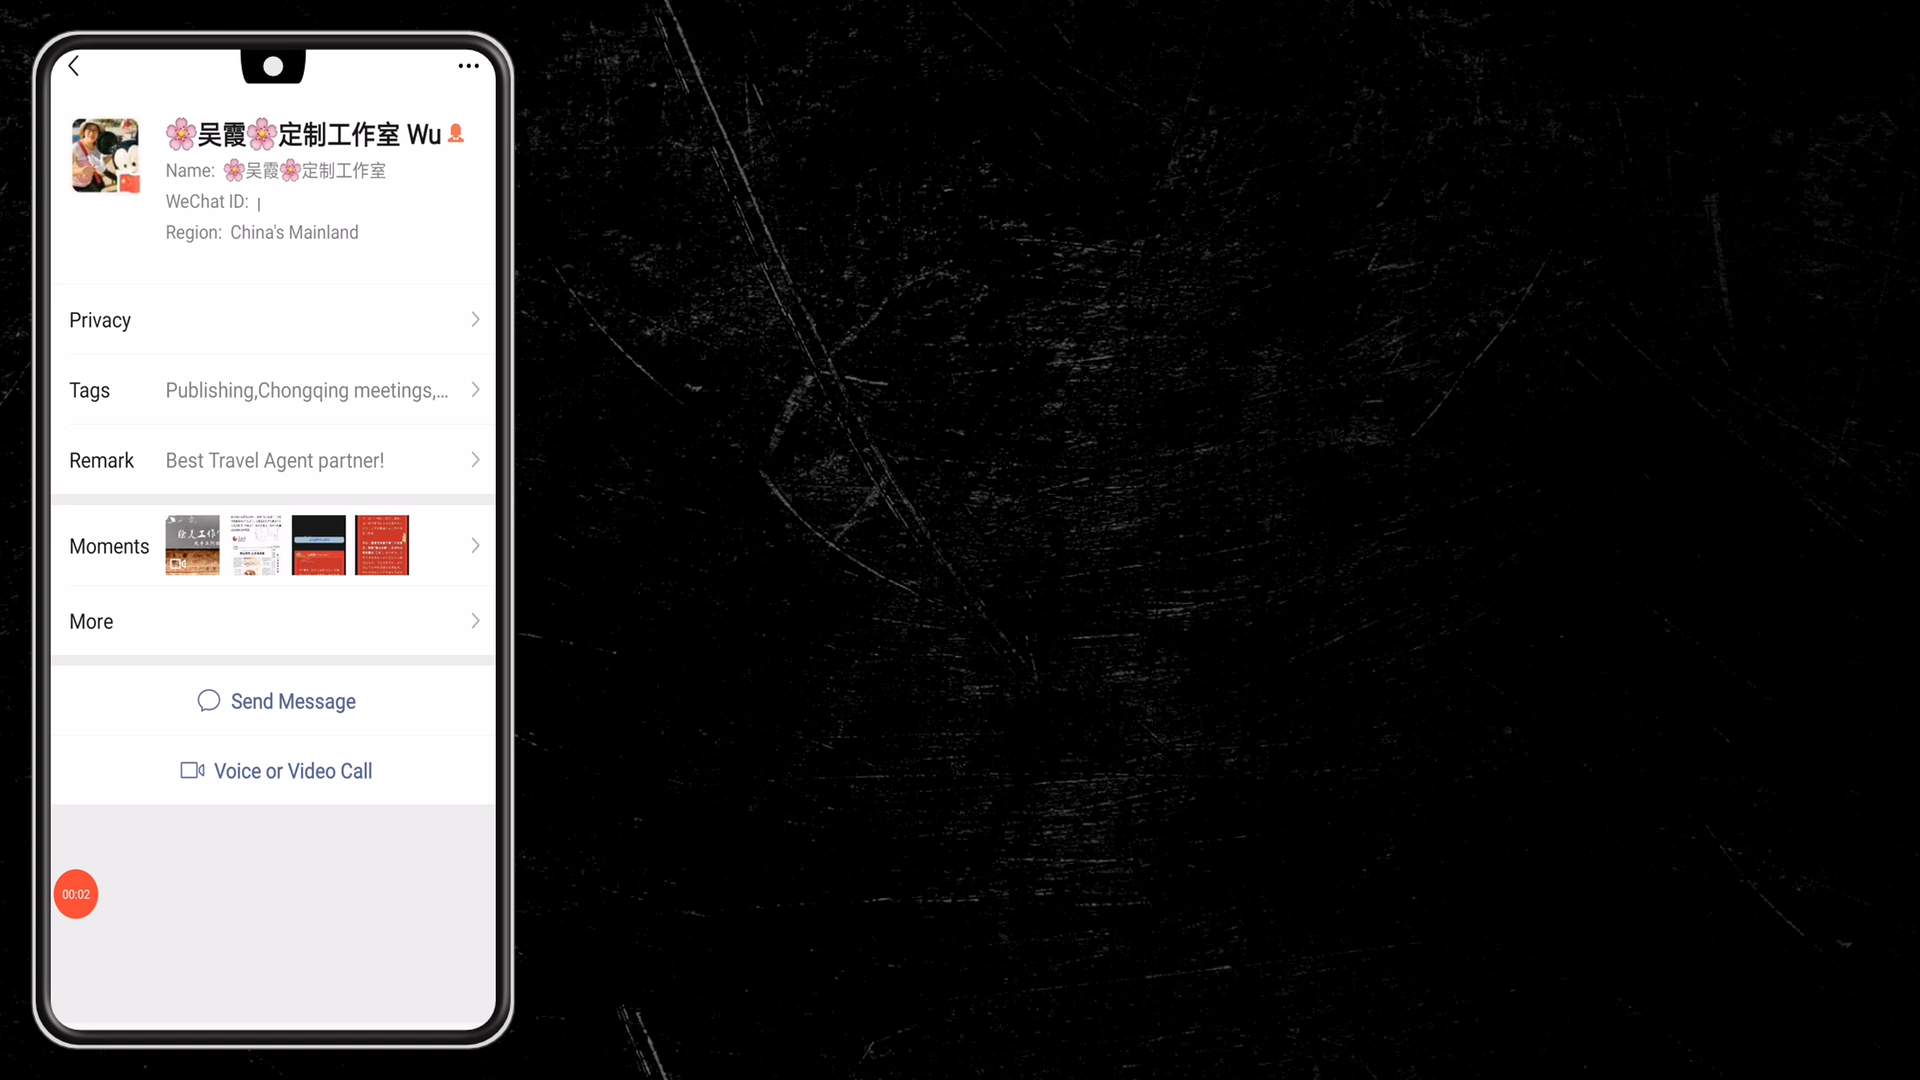 🌸吴霞🌸定制工作室 Wu
Name: 🌸吴霞🌸定制工作室
WeChat ID:
Region: China's Mainland
Privacy
Tags Publishing,Chongqing meetings,...
Remark Best Travel Agent partner!
Moments
More
Send Message
Voice or Video Call
00:02